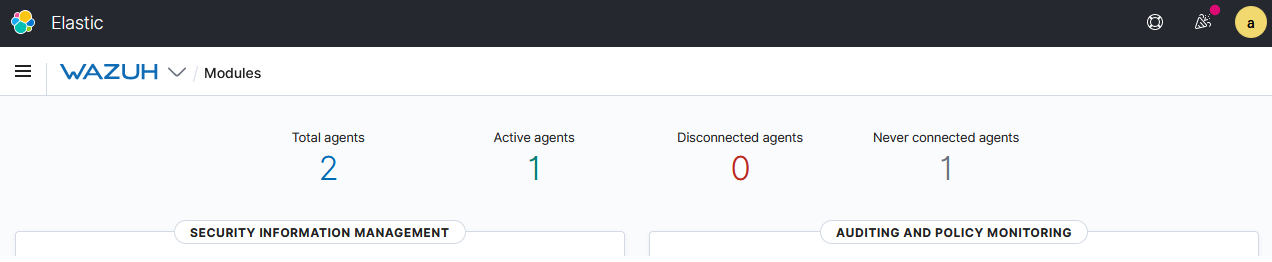 Elastic
a
WAZUH / Modules
Total agents
2
Active agents
1
Disconnected agents
0
Never connected agents
1
SECURITY INFORMATION MANAGEMENT
AUDITING AND POLICY MONITORING